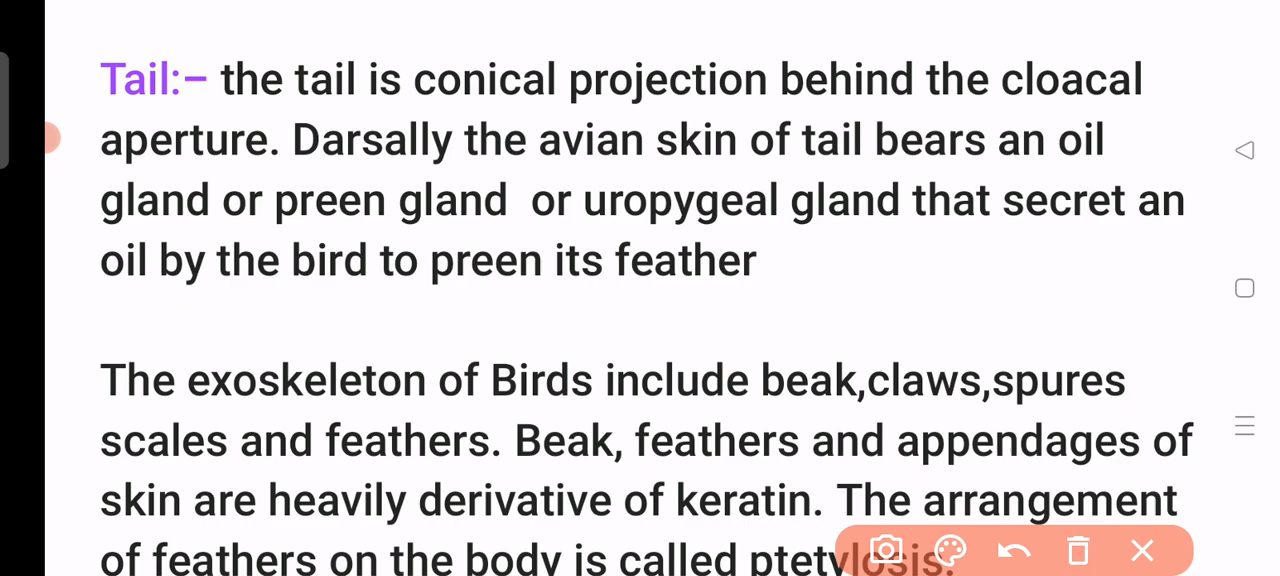 Tail:– the tail is conical projection behind the cloacal
aperture. Darsally the avian skin of tail bears an oil
gland or preen gland  or uropygeal gland that secret an
oil by the bird to preen its feather
The exoskeleton of Birds include beak,claws,spures
scales and feathers. Beak, feathers and appendages of
skin are heavily derivative of keratin. The arrangement
of feathers on the body is called ptetylosis.